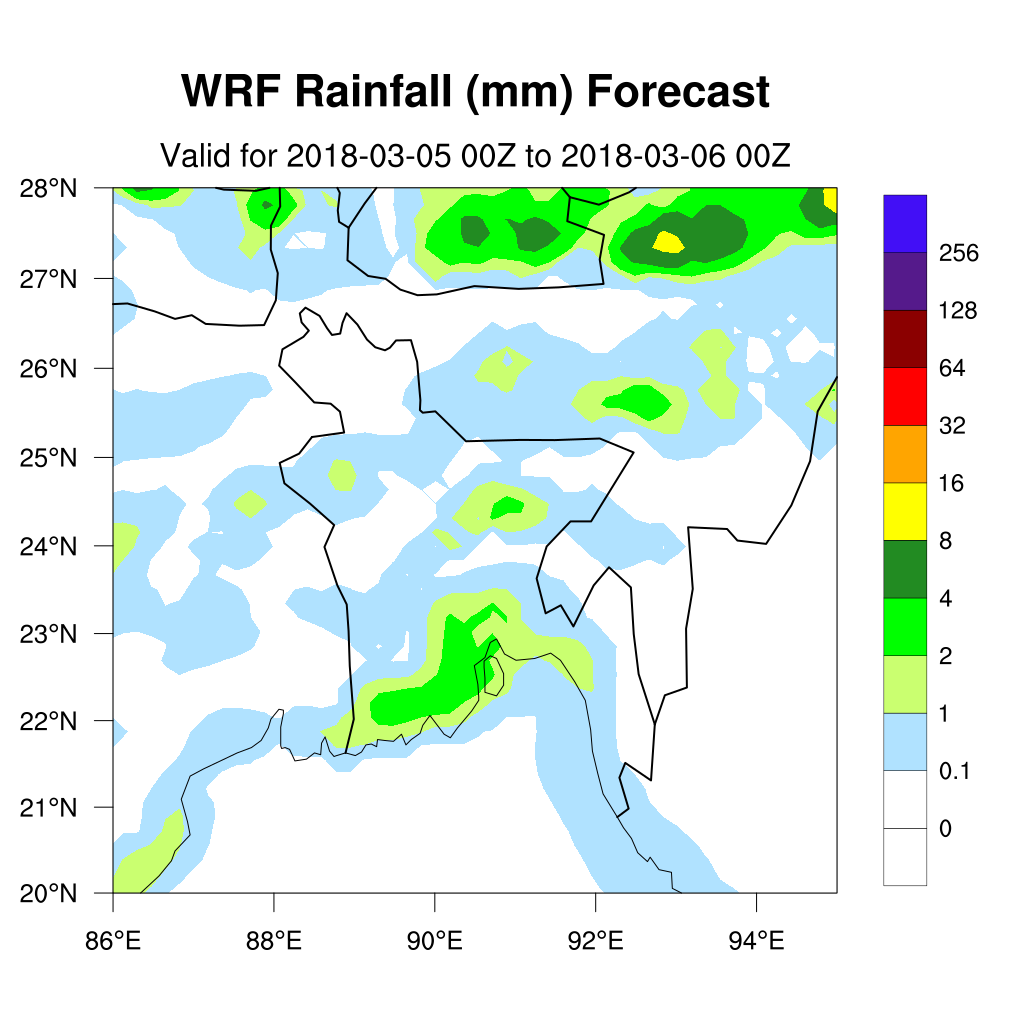 WRF Rainfall (mm) Forecast
Valid for 2018-03-05 00Z to 2018-03-06 00Z
28°N
27°N
26°N
25°N
24°N
23°N
22°N
21°N
20°N
86°E
88°E
90°E
92°E
94°E
256
128
64
32
16
8
4
2
1
0.1
0